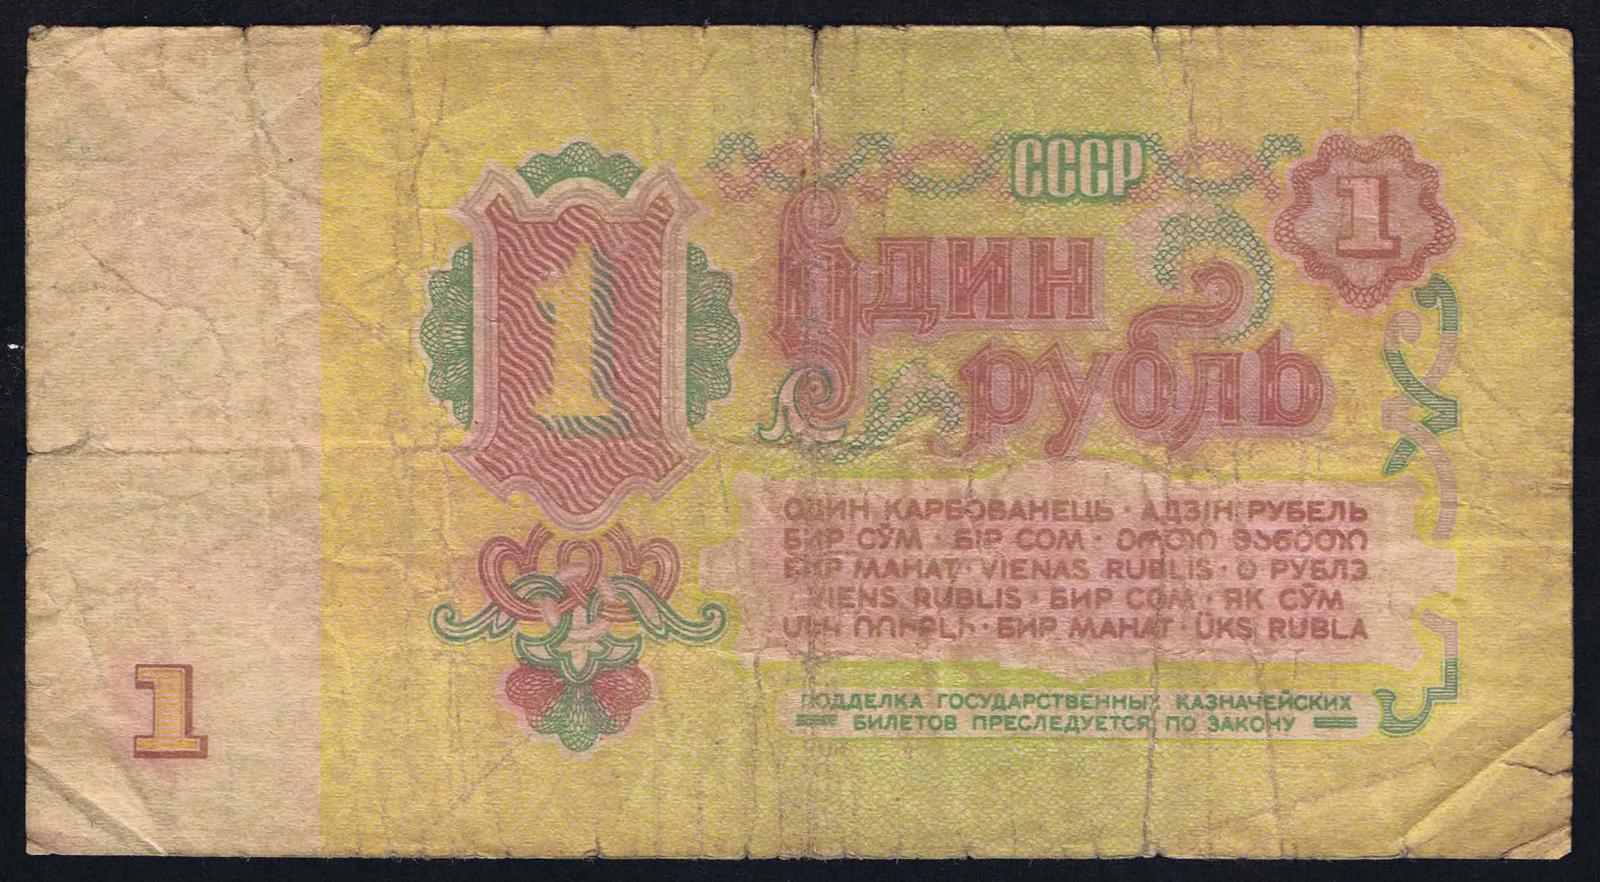 СССР
1
1
Один
рубль
ОДИН КАРБОВАНЕЦЬ · АДЗІН РУБЕЛЬ
БИР СЎМ · БІР СОМ · ᲔᲠᲗᲘ ᲛᲐᲜᲔᲗᲘ
БИР МАНАТ · VIENAS RUBLIS · О РУБЛЭ
VIENS RUBLIS · БИР СОМ · ЯК СӮМ
ՄԵԿ ՌՈՒԲԼԻ · БИР МАНАТ · ÜKS RUBLA
ПОДДЕЛКА ГОСУДАРСТВЕННЫХ КАЗНАЧЕЙСКИХ
БИЛЕТОВ ПРЕСЛЕДУЕТСЯ ПО ЗАКОНУ
1